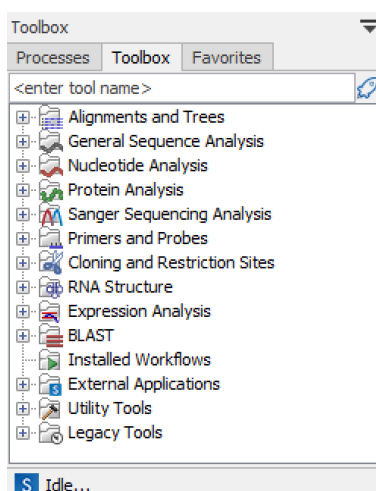 Toolbox
Processes Toolbox Favorites
<enter tool name>
Alignments and Trees
General Sequence Analysis
Nucleotide Analysis
Protein Analysis
Sanger Sequencing Analysis
Primers and Probes
Cloning and Restriction Sites
RNA Structure
Expression Analysis
BLAST
Installed Workflows
External Applications
Utility Tools
Legacy Tools
S Idle...